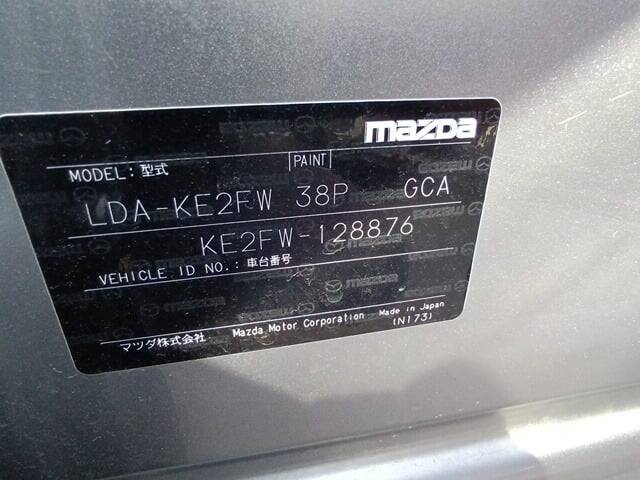 mazda
MODEL: 型式 PAINT
LDA-KE2FW 38P GCA
KE2FW-128876
VEHICLE ID NO.: 車台番号
マツダ株式会社 Mazda Motor Corporation Made in Japan
(N173)